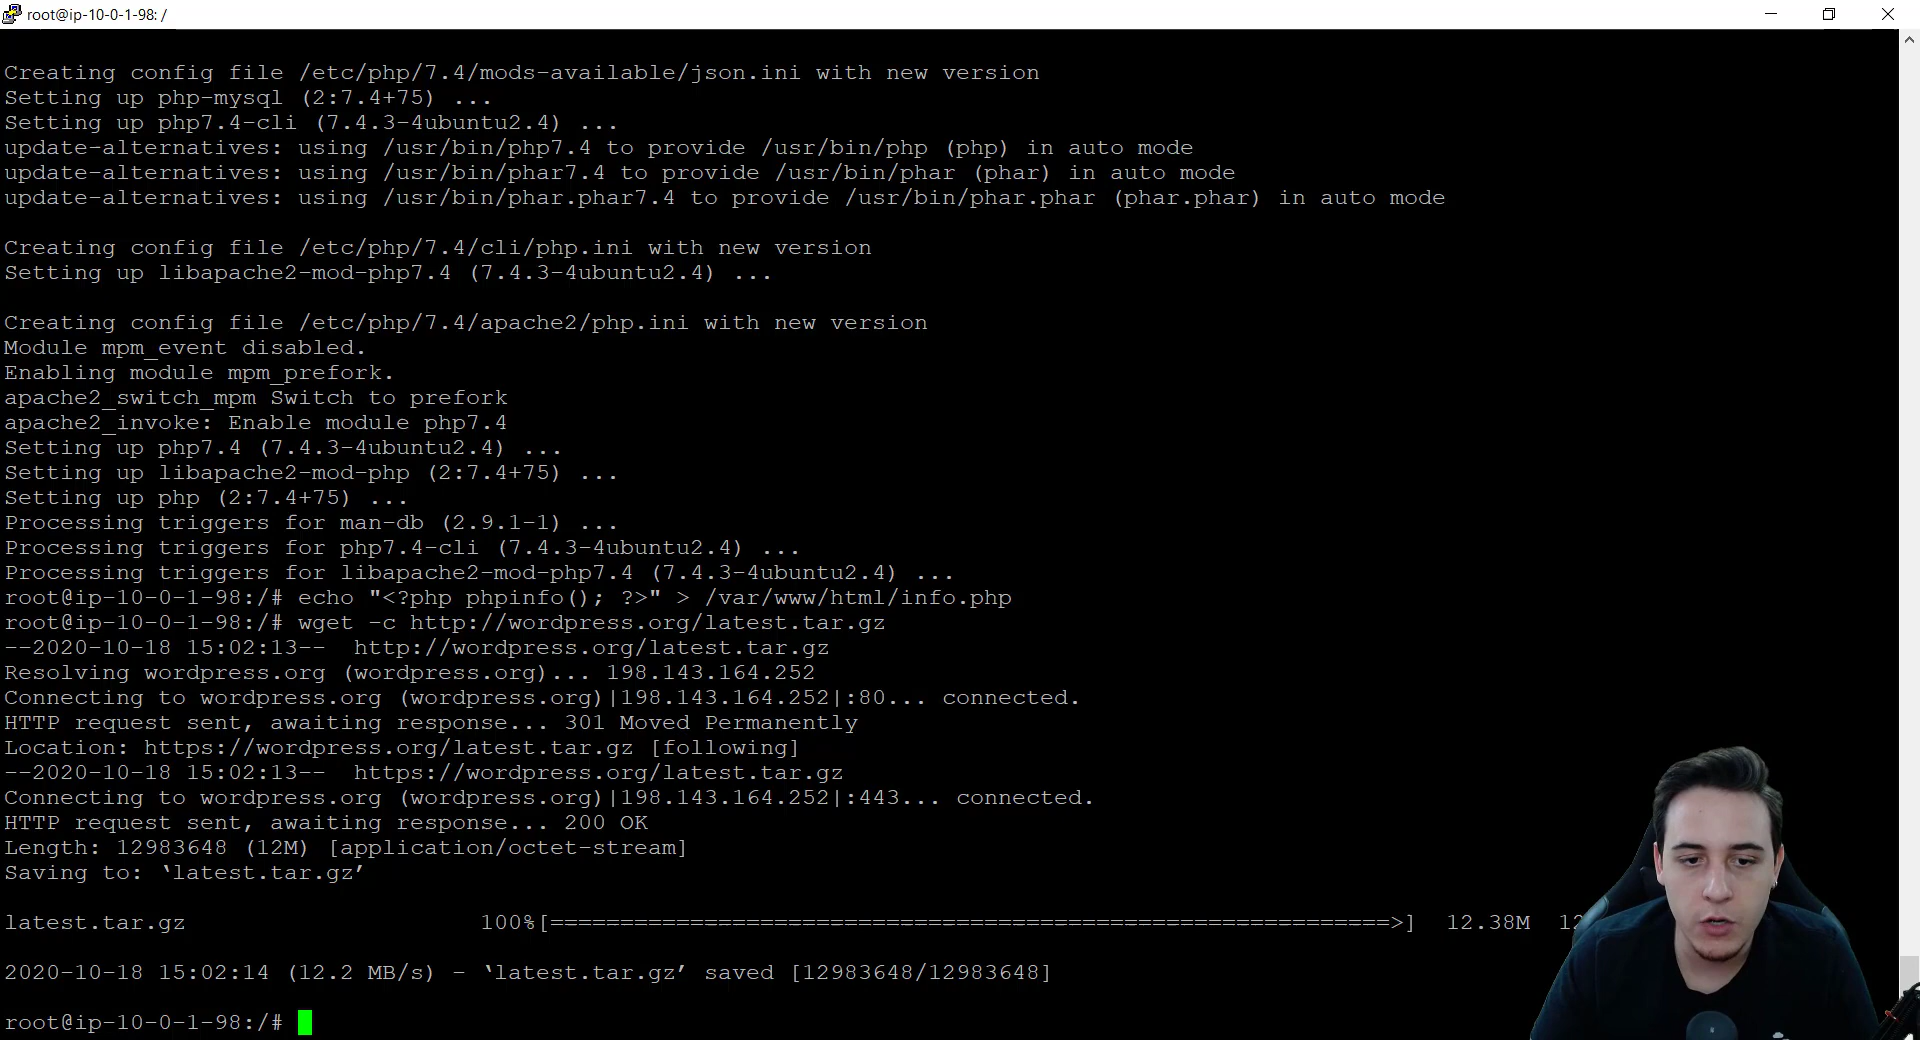 root@ip-10-0-1-98: /
Creating config file /etc/php/7.4/mods-available/json.ini with new version
Setting up php-mysql (2:7.4+75) ...
Setting up php7.4-cli (7.4.3-4ubuntu2.4) ...
update-alternatives: using /usr/bin/php7.4 to provide /usr/bin/php (php) in auto mode
update-alternatives: using /usr/bin/phar7.4 to provide /usr/bin/phar (phar) in auto mode
update-alternatives: using /usr/bin/phar.phar7.4 to provide /usr/bin/phar.phar (phar.phar) in auto mode
Creating config file /etc/php/7.4/cli/php.ini with new version
Setting up libapache2-mod-php7.4 (7.4.3-4ubuntu2.4) ...
Creating config file /etc/php/7.4/apache2/php.ini with new version
Module mpm_event disabled.
Enabling module mpm_prefork.
apache2_switch_mpm Switch to prefork
apache2_invoke: Enable module php7.4
Setting up php7.4 (7.4.3-4ubuntu2.4) ...
Setting up libapache2-mod-php (2:7.4+75) ...
Setting up php (2:7.4+75) ...
Processing triggers for man-db (2.9.1-1) ...
Processing triggers for php7.4-cli (7.4.3-4ubuntu2.4) ...
Processing triggers for libapache2-mod-php7.4 (7.4.3-4ubuntu2.4) ...
root@ip-10-0-1-98:/# echo "<?php phpinfo(); ?>" > /var/www/html/info.php
root@ip-10-0-1-98:/# wget -c http://wordpress.org/latest.tar.gz
--2020-10-18 15:02:13--  http://wordpress.org/latest.tar.gz
Resolving wordpress.org (wordpress.org)... 198.143.164.252
Connecting to wordpress.org (wordpress.org)|198.143.164.252|:80... connected.
HTTP request sent, awaiting response... 301 Moved Permanently
Location: https://wordpress.org/latest.tar.gz [following]
--2020-10-18 15:02:13--  https://wordpress.org/latest.tar.gz
Connecting to wordpress.org (wordpress.org)|198.143.164.252|:443... connected.
HTTP request sent, awaiting response... 200 OK
Length: 12983648 (12M) [application/octet-stream]
Saving to: ‘latest.tar.gz’
latest.tar.gz 100%[============================================================>] 12.38M
2020-10-18 15:02:14 (12.2 MB/s) - ‘latest.tar.gz’ saved [12983648/12983648]
root@ip-10-0-1-98:/#